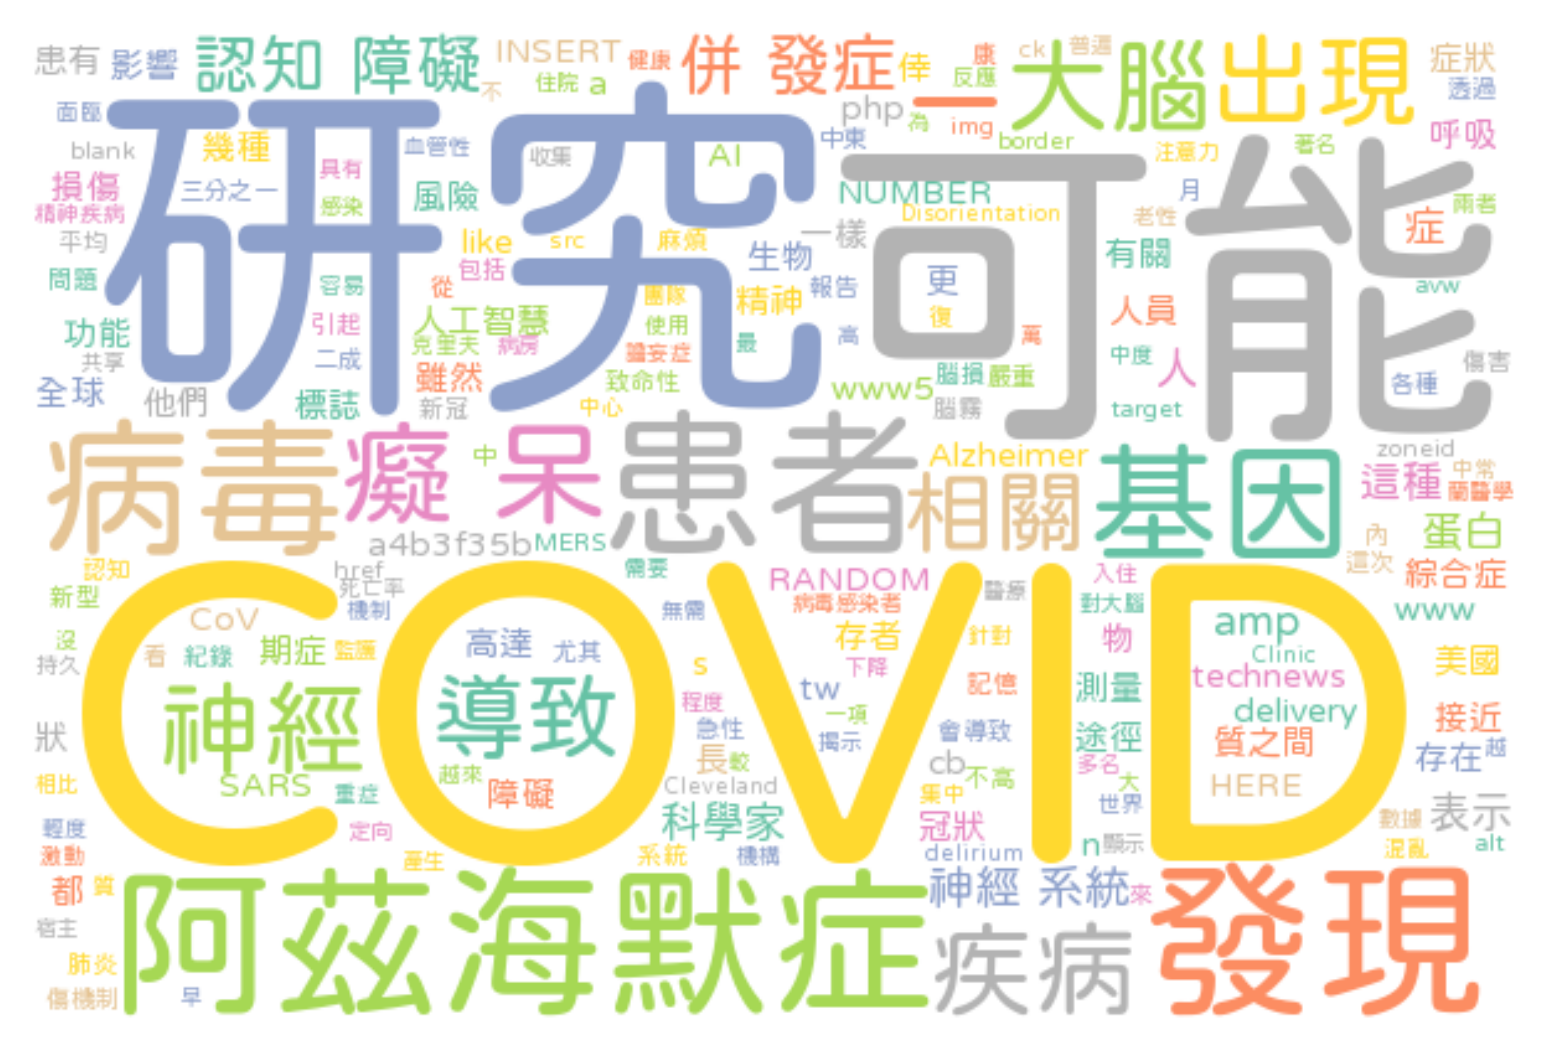 患有 影響 認知 障礙 INSERT 健康 併 發症 倖 康 ck 普遍 大腦 出現 症狀
不 住院 a 反應 透過
面臨 php 一 為 img 中東 border 呼吸
blank 幾種 血管性 收集 AI 注意力 著名
損傷 三分之一 具有 風險 NUMBER 月 兩者
精神疾病 感染 研究 可能 Disorientation 老性 症
平均 like src 麻煩 一樣 有關
問題 容易 從 包括 生物 團隊 精神 報告 更 avw
功能 引起 人工智慧 使用 最 高 復 萬 人員
共享 二成 克里夫 病房 譫妄症 中度 傷害
全球 他們 標誌 雖然 致命性 www5 腦損 嚴重 人 各種
新冠 中心 腦霧 target
病毒 癡 中 呆 患者 Alzheimer 相關 基因 zoneid 這種 中常
蘭醫學
a4b3f35b MERS 內 蛋白
認知 href 需要 RANDOM 入住 這次 綜合症
新型 死亡率 機制 無需 病毒感染者 醫療 對大腦 www
CoV COVID amp
沒 看 紀錄 期症 監護 高達 尤其 存者 針對 物 Clinic 美國
持久 s 下降 technews
神經 導致 程度 tw 記憶 測量 delivery
狀 急性 一項 揭示 會導致 途徑 質之間 接近
相比 SARS 重症 越來 障礙 長 較 Cleveland cb 不高 多名 大 HERE 存在 越
輕度 定向 科學家 集中 冠狀 世界 數據 表示
激動 產生 系統 機構 delirium n 顯示 混亂 alt
都 質 阿茲海默症 神經 系統 來 發現
宿主 疾病
肺炎
傷機制 早